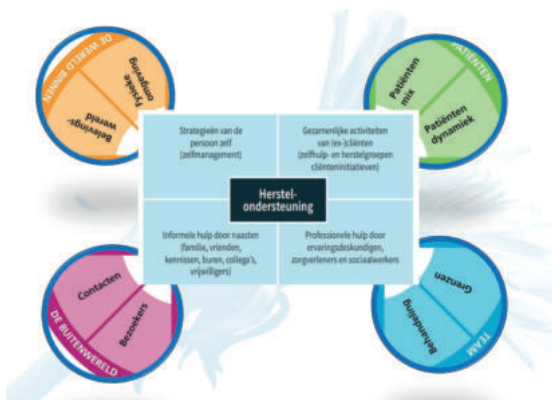 DE WERELD BINNEN
Fysieke
omgeving
Belevings-
wereld
PATIËNTEN
Patiënten
mix
Patiënten
dynamiek
Strategieën van de
persoon zelf
(zelfmanagement)
Gezamenlijke activiteiten
van (ex-)cliënten
(zelfhulp- en herstelgroepen
cliënteninitiatieven)
Herstel-
ondersteuning
Informele hulp door naasten
(familie, vrienden,
kennissen, buren, collega's,
vrijwilligers)
Professionele hulp door
ervaringsdeskundigen,
zorgverleners en sociaalwerkers
Contacten
Bezoekers
DE BUITENWERELD
Grenzen
Behandeling
TEAM